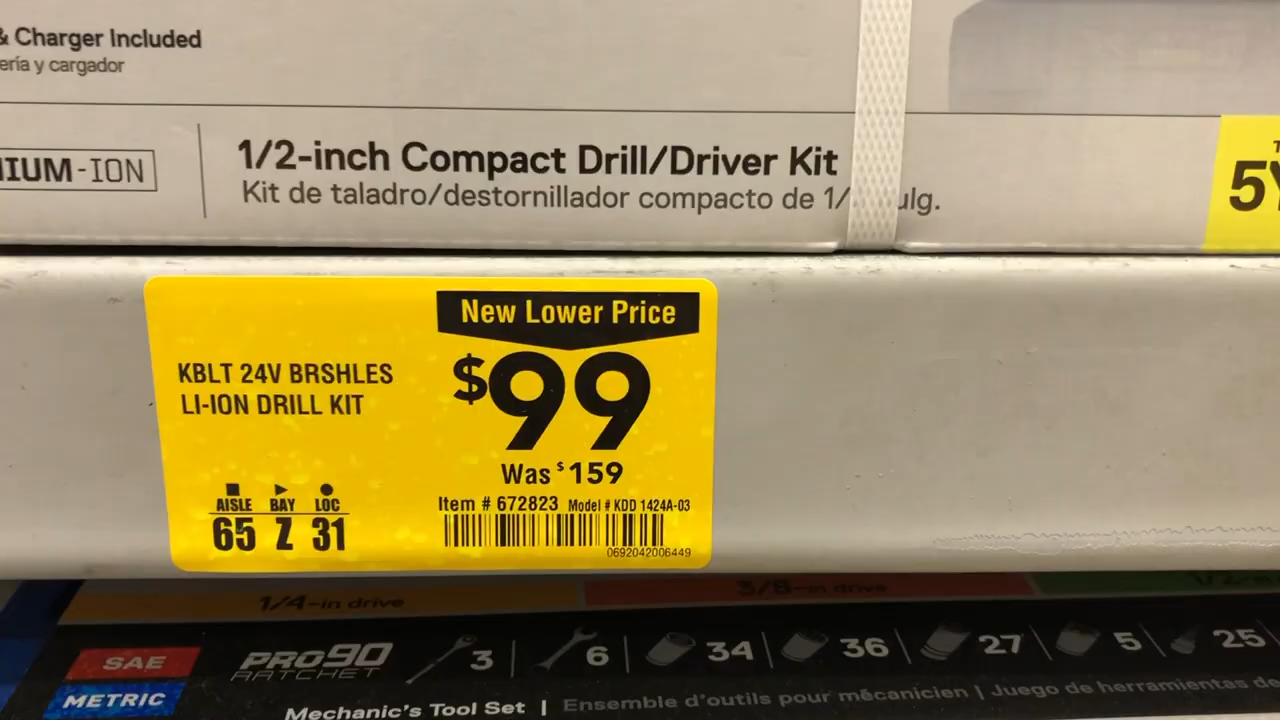 & Charger Included
ería y cargador
IUM-ION
1/2-inch Compact Drill/Driver Kit
Kit de taladro/destornillador compacto de 1/ ulg.
5Y
New Lower Price
KBLT 24V BRSHLES
LI-ION DRILL KIT
$99
Was $159
AISLE BAY LOC
65 Z 31
Item # 672823 Model # KDD 1424A-03
0692042006449
1/4-in drive
3/8-in drive
SAE
METRIC
PRO90
RATCHET
3 6 34 36 27 5 25
Mechanic's Tool Set | Ensemble d'outils pour mécanicien | Juego de herramientas de